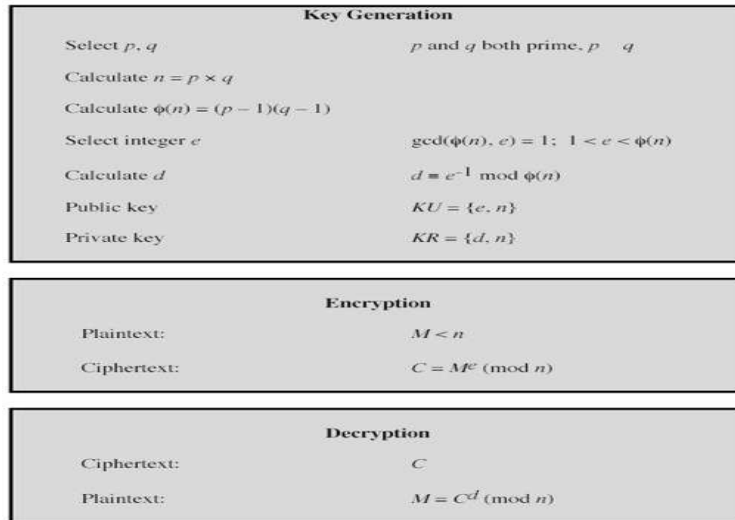 Key Generation
Select p, q p and q both prime, p q
Calculate n = p × q
Calculate ϕ(n) = (p − 1)(q − 1)
Select integer e gcd(ϕ(n), e) = 1; 1 < e < ϕ(n)
Calculate d d ≡ e⁻¹ mod ϕ(n)
Public key KU = {e, n}
Private key KR = {d, n}
Encryption
Plaintext: M < n
Ciphertext: C = Mᵉ (mod n)
Decryption
Ciphertext: C
Plaintext: M = Cᵈ (mod n)